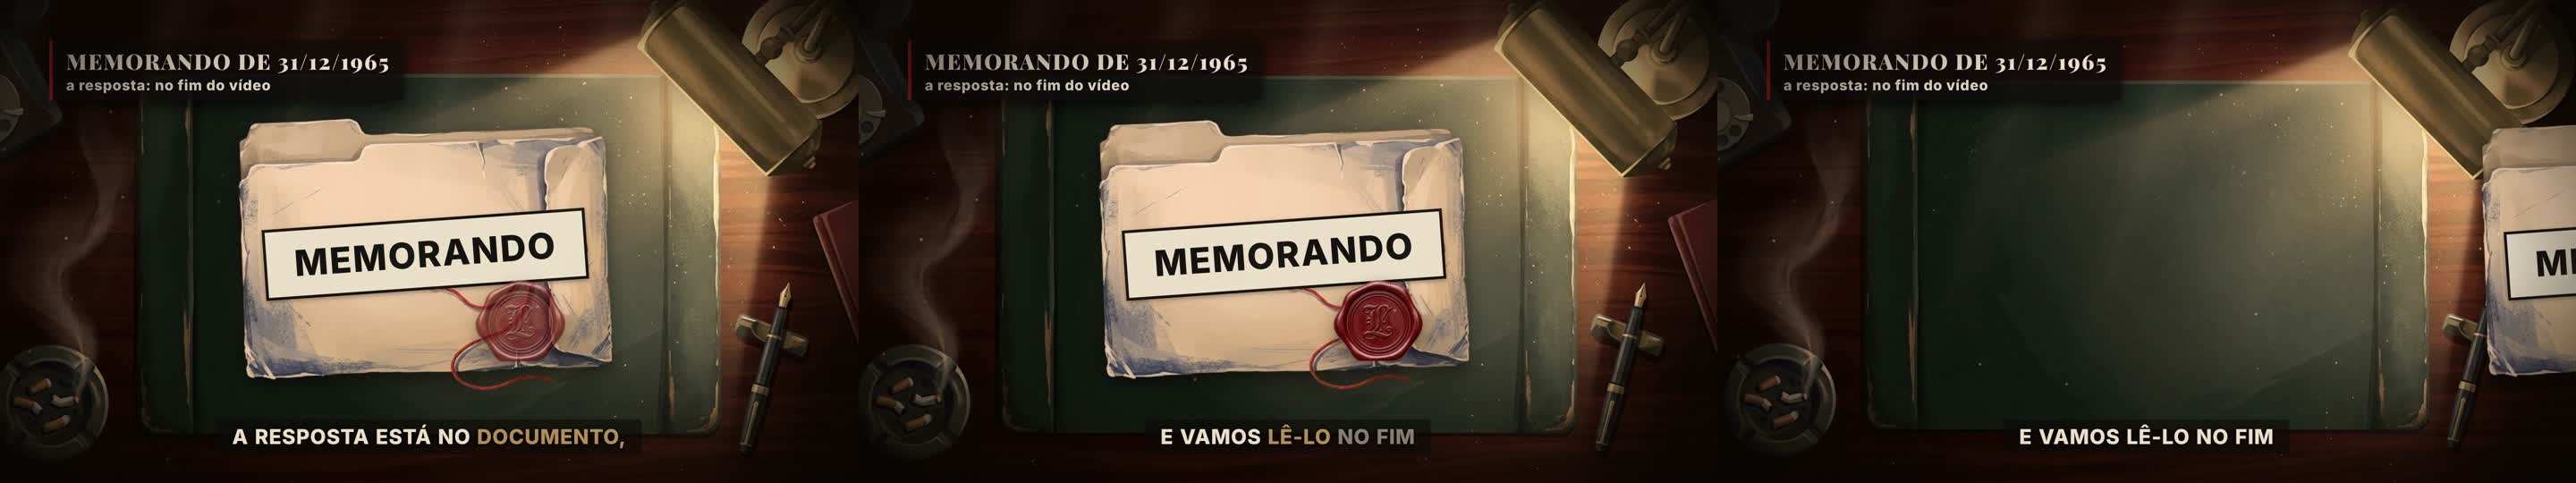 MEMORANDO DE 31/12/1965
a resposta: no fim do vídeo
MEMORANDO
A RESPOSTA ESTÁ NO DOCUMENTO,
MEMORANDO DE 31/12/1965
a resposta: no fim do vídeo
MEMORANDO
E VAMOS LÊ-LO NO FIM
MEMORANDO DE 31/12/1965
a resposta: no fim do vídeo
E VAMOS LÊ-LO NO FIM